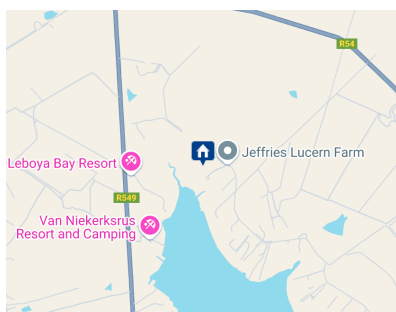 R54
Jeffries Lucern Farm
Leboya Bay Resort
R549
Van Niekerksrus
Resort and Camping